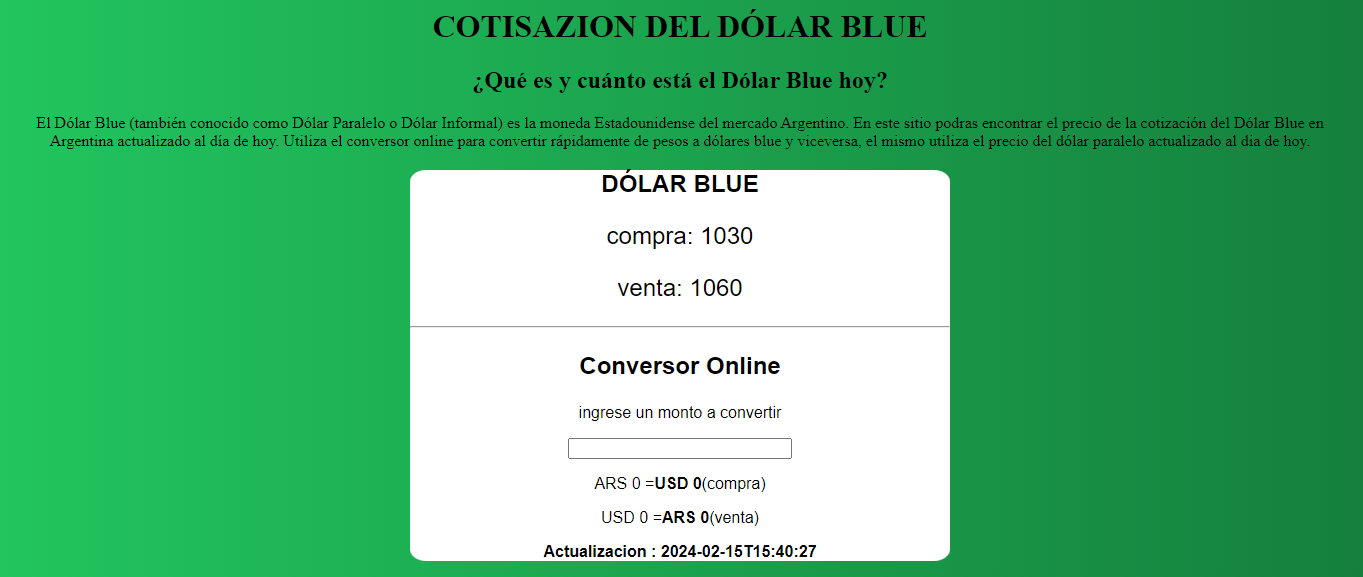 COTISAZION DEL DÓLAR BLUE
¿Qué es y cuánto está el Dólar Blue hoy?
El Dólar Blue (también conocido como Dólar Paralelo o Dólar Informal) es la moneda Estadounidense del mercado Argentino. En este sitio podras encontrar el precio de la cotización del Dólar Blue en
Argentina actualizado al día de hoy. Utiliza el conversor online para convertir rápidamente de pesos a dólares blue y viceversa, el mismo utiliza el precio del dólar paralelo actualizado al dia de hoy.
DÓLAR BLUE
compra: 1030
venta: 1060
Conversor Online
ingrese un monto a convertir
ARS 0 =USD 0(compra)
USD 0 =ARS 0(venta)
Actualizacion : 2024-02-15T15:40:27